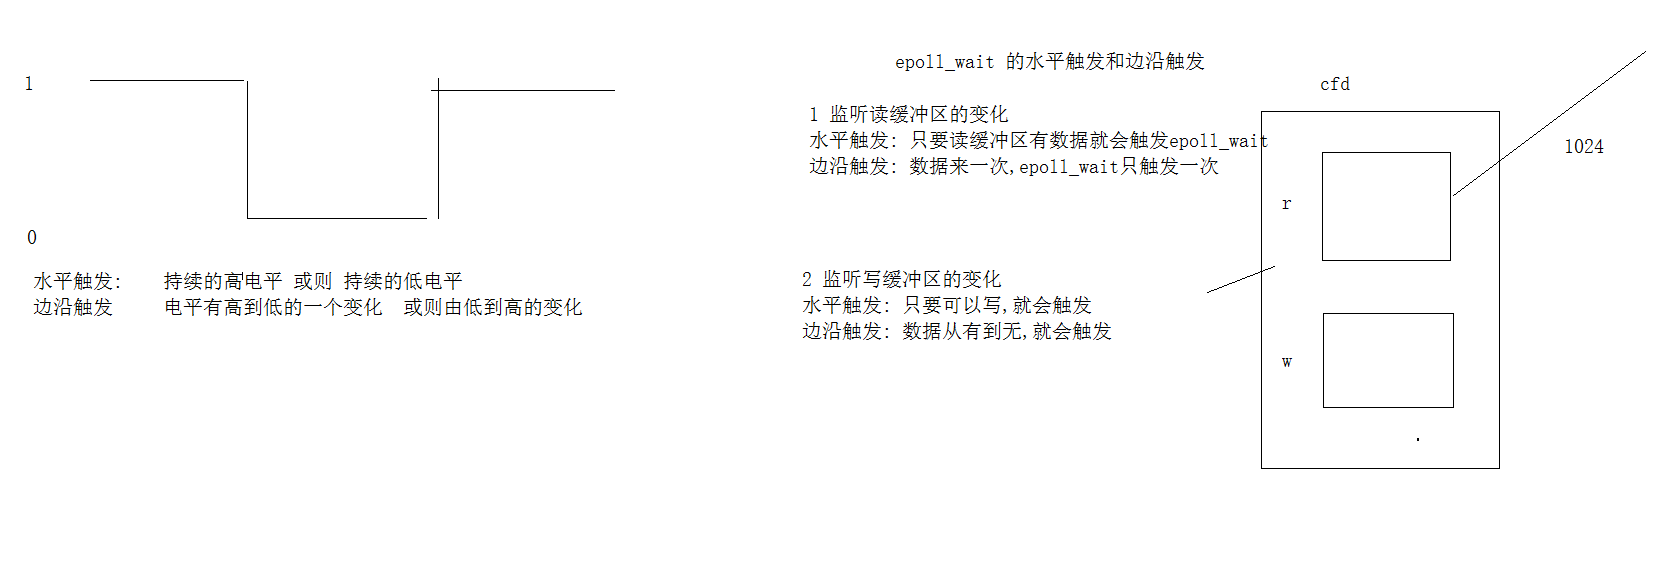 1
0
水平触发: 持续的高电平 或则 持续的低电平
边沿触发 电平有高到低的一个变化 或则由低到高的变化
epoll_wait 的水平触发和边沿触发
1 监听读缓冲区的变化
水平触发: 只要读缓冲区有数据就会触发epoll_wait
边沿触发: 数据来一次,epoll_wait只触发一次
2 监听写缓冲区的变化
水平触发: 只要可以写,就会触发
边沿触发: 数据从有到无,就会触发
cfd
1024
r
w